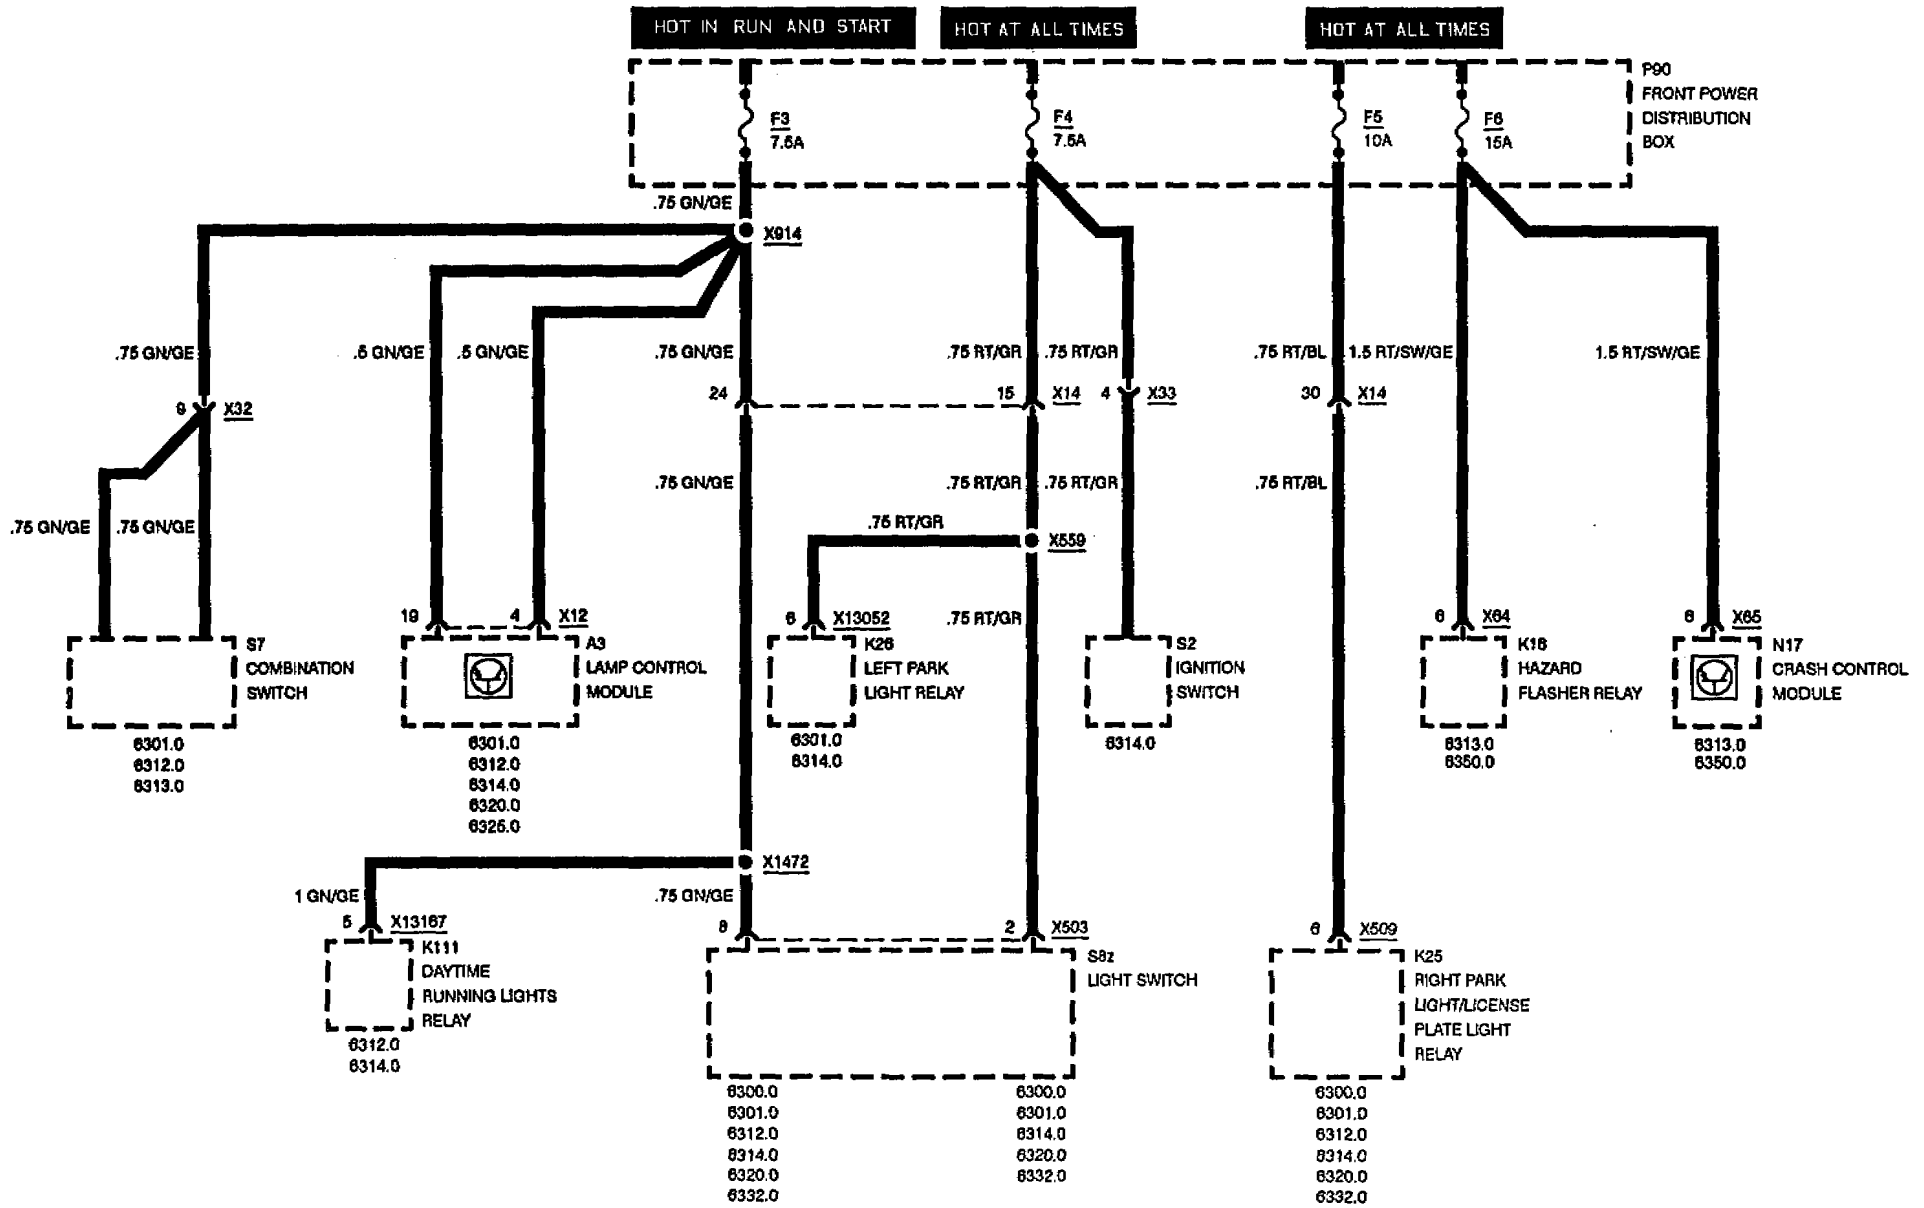 HOT IN RUN AND START
HOT AT ALL TIMES
HOT AT ALL TIMES
P90
FRONT POWER
DISTRIBUTION
BOX
F3
7.5A
F4
7.5A
F5
10A
F6
15A
.75 GN/GE
X914
.75 GN/GE
.5 GN/GE
.5 GN/GE
.75 GN/GE
.75 RT/GR
.75 RT/GR
.75 RT/BL
1.5 RT/SW/GE
1.5 RT/SW/GE
9
X32
24
15
X14
4
X33
30
X14
.75 GN/GE
.75 GN/GE
.75 GN/GE
.75 RT/GR
.75 RT/GR
.75 RT/BL
.75 RT/GR
X559
19
4
X12
6
X13052
.75 RT/GR
6
X64
6
X65
S7
COMBINATION
SWITCH
6301.0
6312.0
6313.0
A3
LAMP CONTROL
MODULE
6301.0
6312.0
6314.0
6320.0
6325.0
K26
LEFT PARK
LIGHT RELAY
6301.0
6314.0
S2
IGNITION
SWITCH
6314.0
K16
HAZARD
FLASHER RELAY
6313.0
6350.0
N17
CRASH CONTROL
MODULE
6313.0
6350.0
X1472
1 GN/GE
.75 GN/GE
5
X13167
8
2
X503
6
X509
K111
DAYTIME
RUNNING LIGHTS
RELAY
6312.0
6314.0
S8z
LIGHT SWITCH
6300.0
6301.0
6312.0
6314.0
6320.0
6332.0
6300.0
6301.0
6314.0
6320.0
6332.0
K25
RIGHT PARK
LIGHT/LICENSE
PLATE LIGHT
RELAY
6300.0
6301.0
6312.0
6314.0
6320.0
6332.0